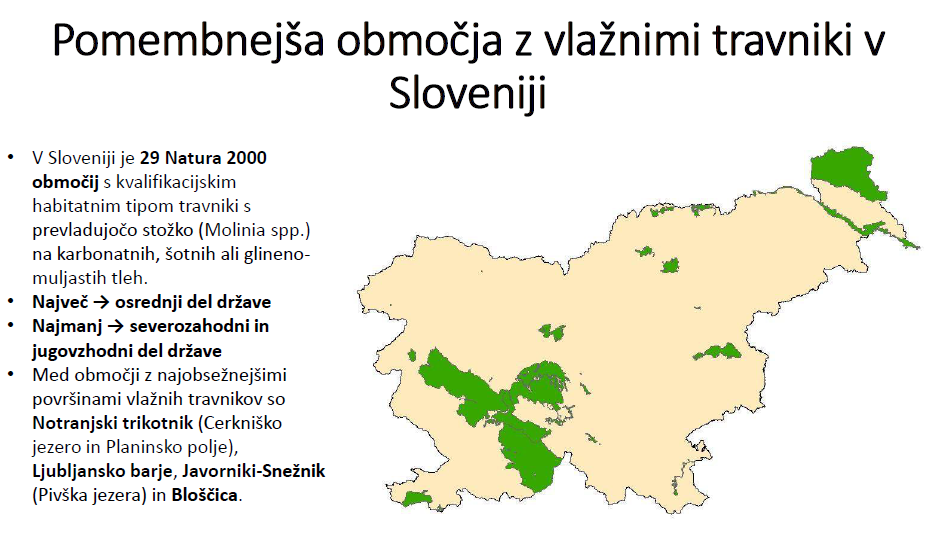 Pomembnejša območja z vlažnimi travniki v
Sloveniji
• V Sloveniji je 29 Natura 2000
območij s kvalifikacijskim
habitatnim tipom travniki s
prevladujočo stožko (Molinia spp.)
na karbonatnih, šotnih ali glineno-
muljastih tleh.
• Največ → osrednji del države
• Najmanj → severozahodni in
jugovzhodni del države
• Med območji z najobsežnejšimi
površinami vlažnih travnikov so
Notranjski trikotnik (Cerkniško
jezero in Planinsko polje),
Ljubljansko barje, Javorniki-Snežnik
(Pivška jezera) in Bloščica.